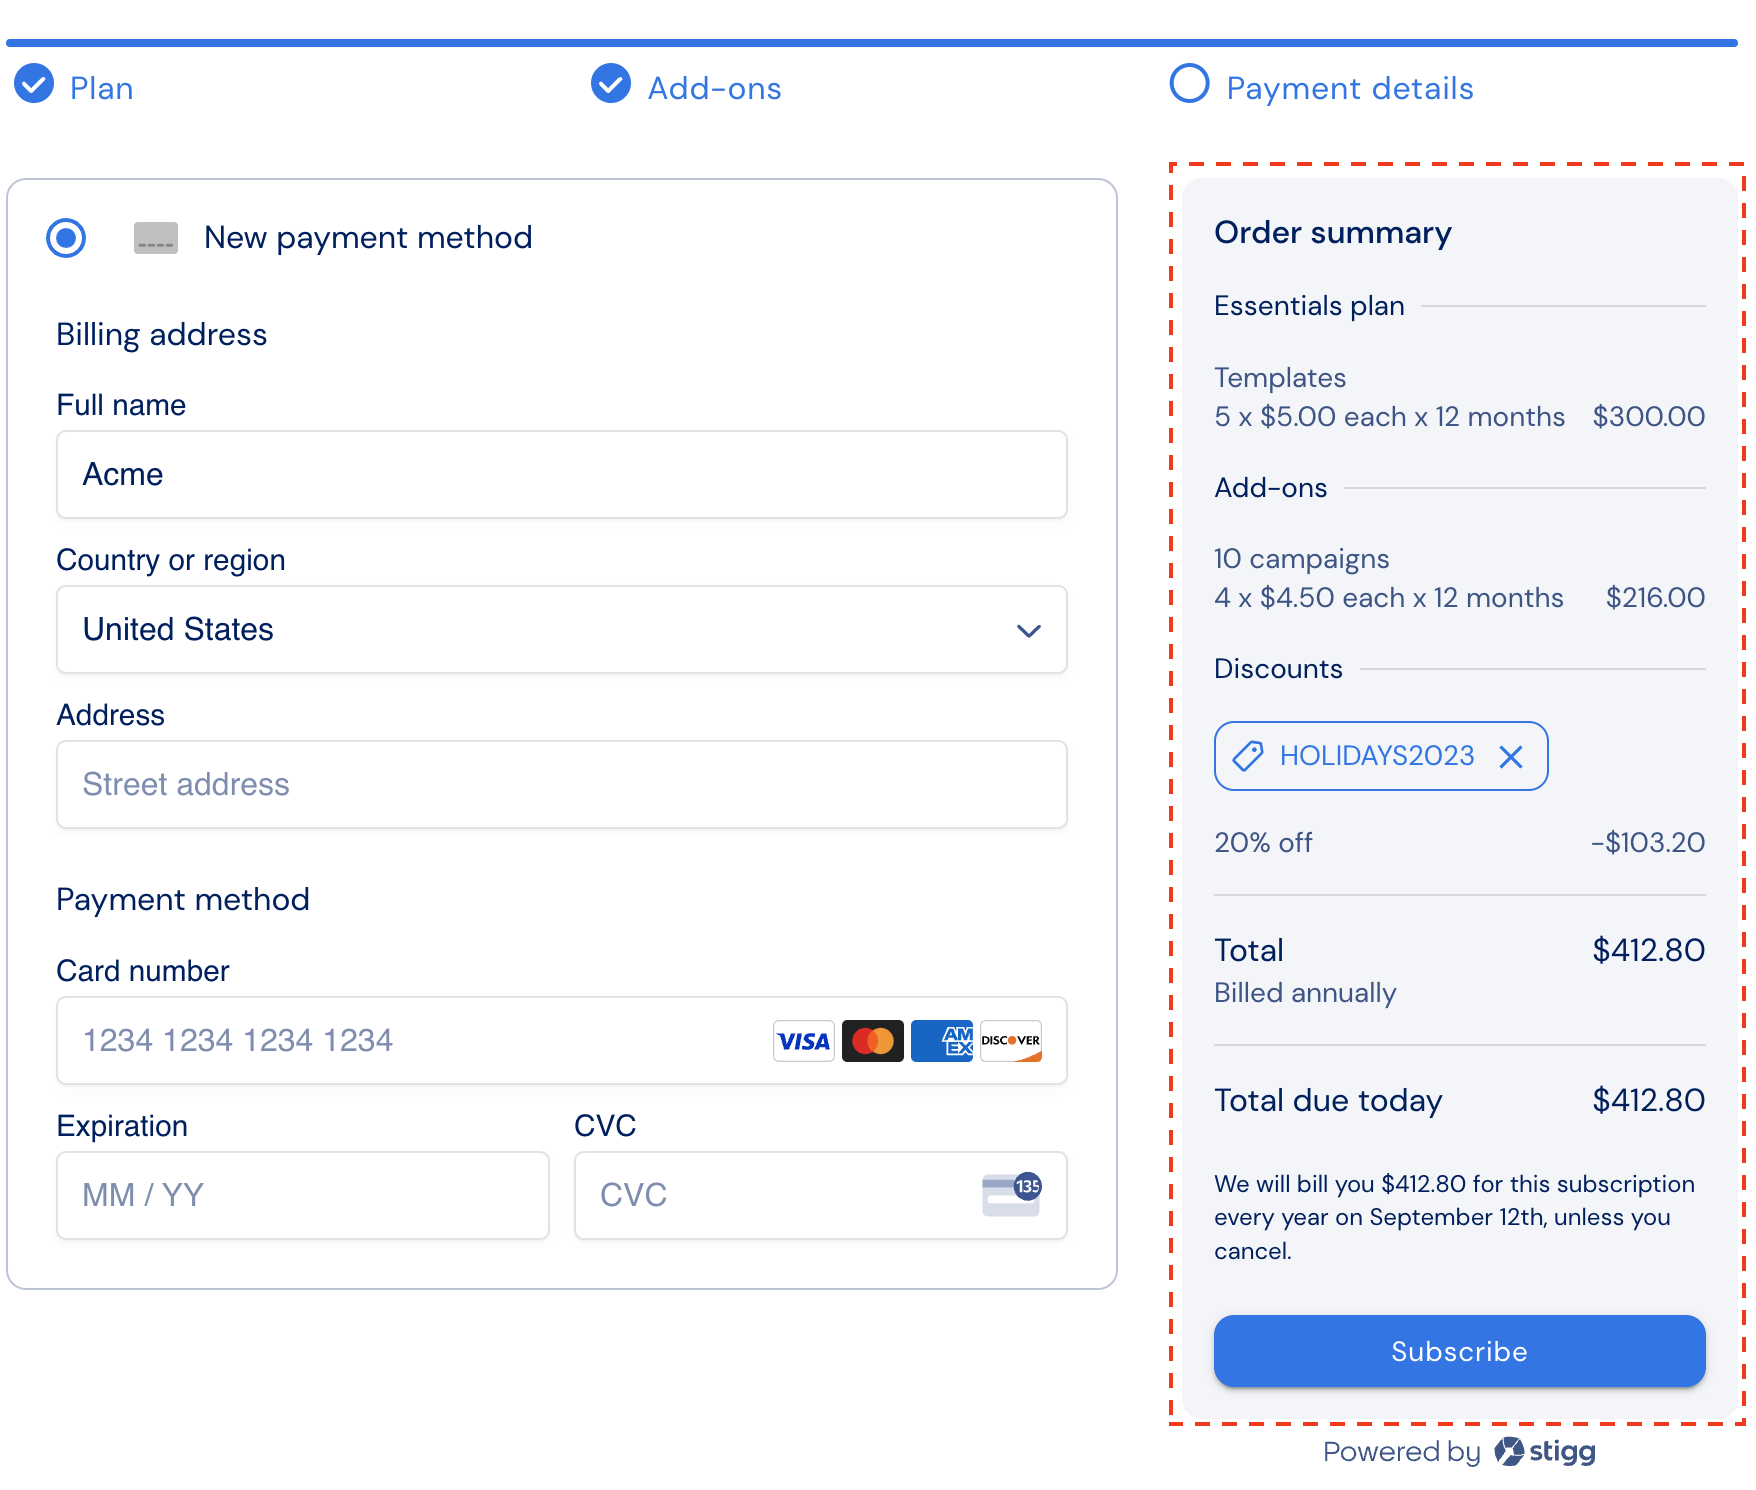 Plan
Add-ons
Payment details
New payment method
Billing address
Full name
Acme
Country or region
United States
Address
Street address
Payment method
Card number
1234 1234 1234 1234
VISA
AM
EX
DISCOVER
Expiration
CVC
MM / YY
CVC
135
Order summary
Essentials plan
Templates
5 x $5.00 each x 12 months $300.00
Add-ons
10 campaigns
4 x $4.50 each x 12 months $216.00
Discounts
HOLIDAYS2023
20% off -$103.20
Total $412.80
Billed annually
Total due today $412.80
We will bill you $412.80 for this subscription
every year on September 12th, unless you
cancel.
Subscribe
Powered by stigg